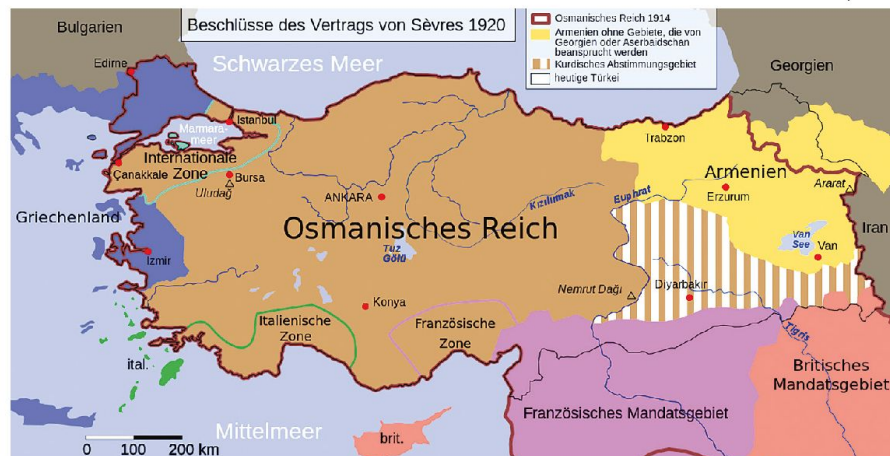 Beschlüsse des Vertrags von Sèvres 1920
Osmanisches Reich 1914
Armenien ohne Gebiete, die von
Georgien oder Aserbaidschan
beansprucht werden
Kurdisches Abstimmungsgebiet
heutige Türkei
Bulgarien
Edirne
Schwarzes Meer
Georgien
Istanbul
Marmara-
meer
Internationale
Zone
Çanakkale
Bursa
Uludağ
Trabzon
Armenien
Erzurum
Ararat
ANKARA
Kızılırmak
Euphrat
Griechenland
Osmanisches Reich
Iran
Van
See
Van
Izmir
Tuz
Gölü
Nemrut Dağı
Diyarbakır
Konya
Italienische
Zone
Französische
Zone
Tigris
ital.
Britisches
Mandatsgebiet
Französisches Mandatsgebiet
Mittelmeer
brit.
0 100 200 km